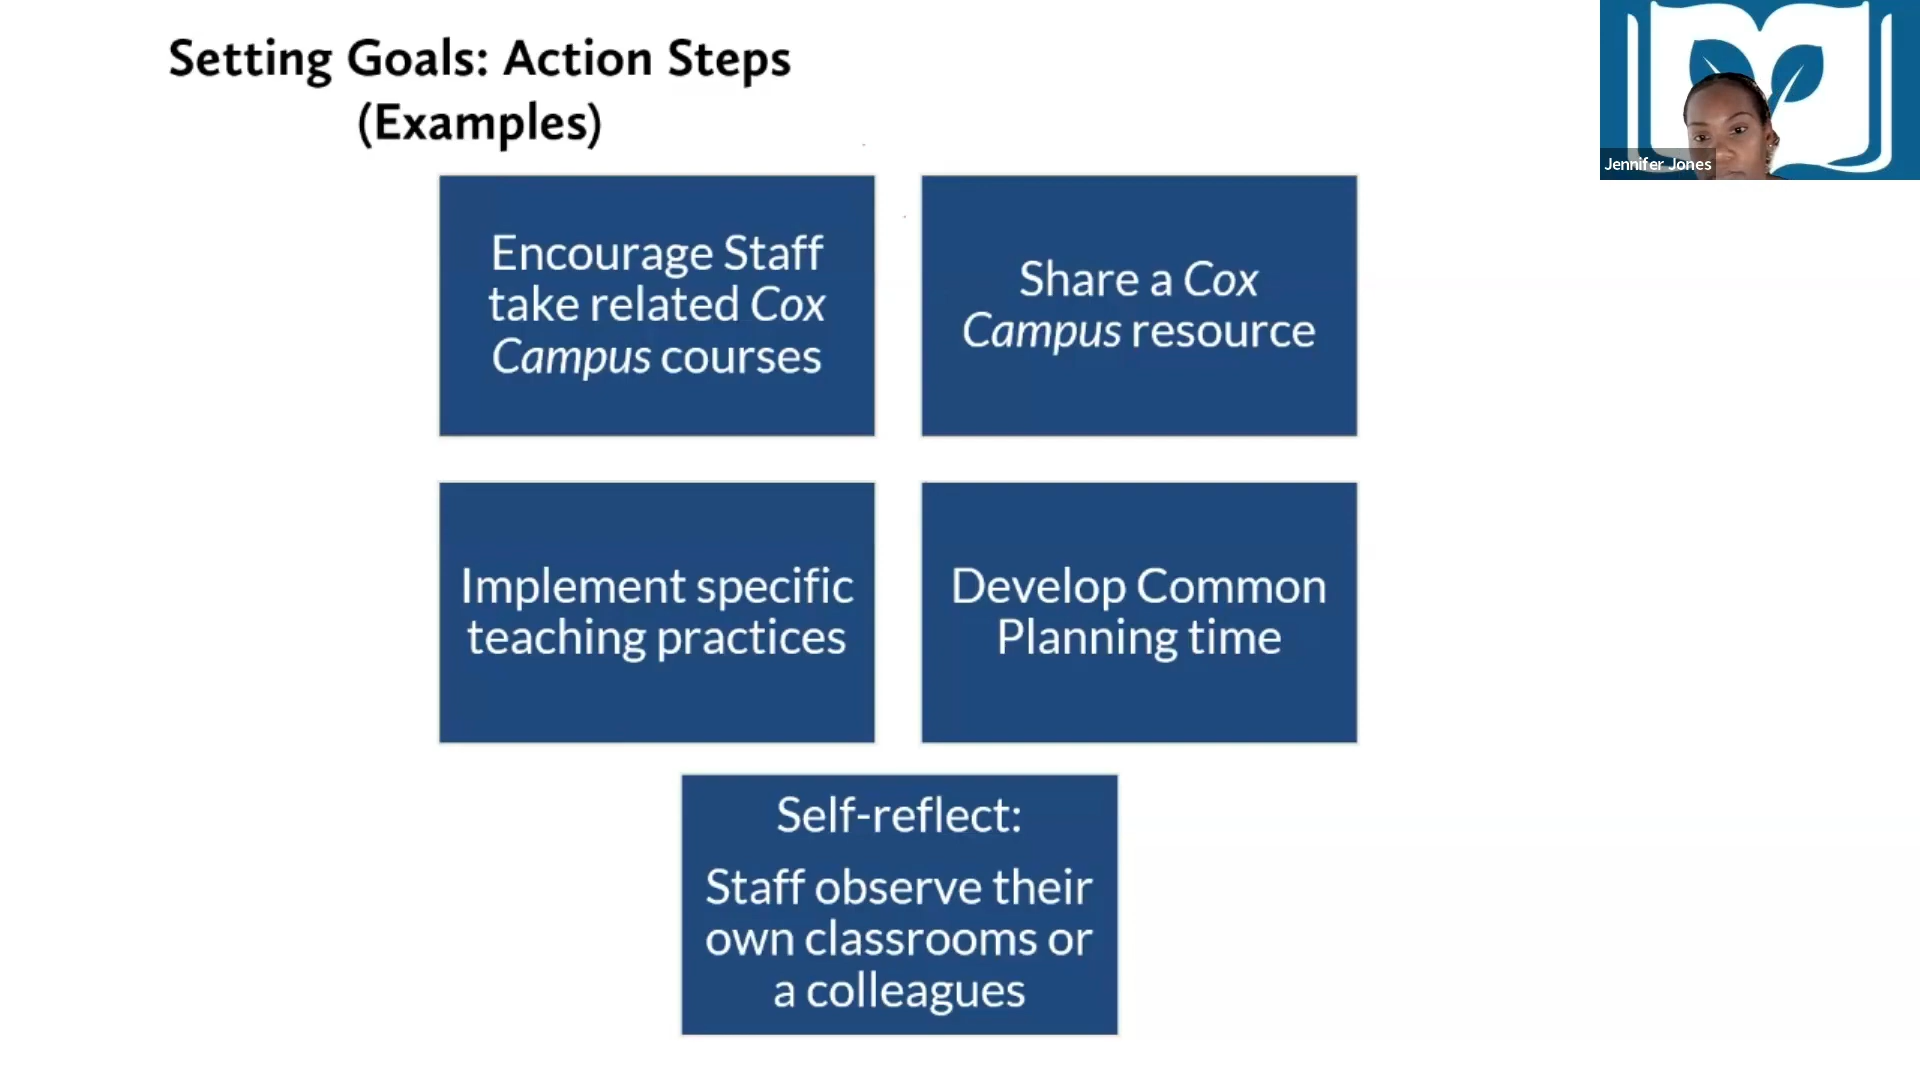 Setting Goals: Action Steps
(Examples)
Jennifer Jones
Encourage Staff
take related Cox
Campus courses
Share a Cox
Campus resource
Implement specific
teaching practices
Develop Common
Planning time
Self-reflect:
Staff observe their
own classrooms or
a colleagues